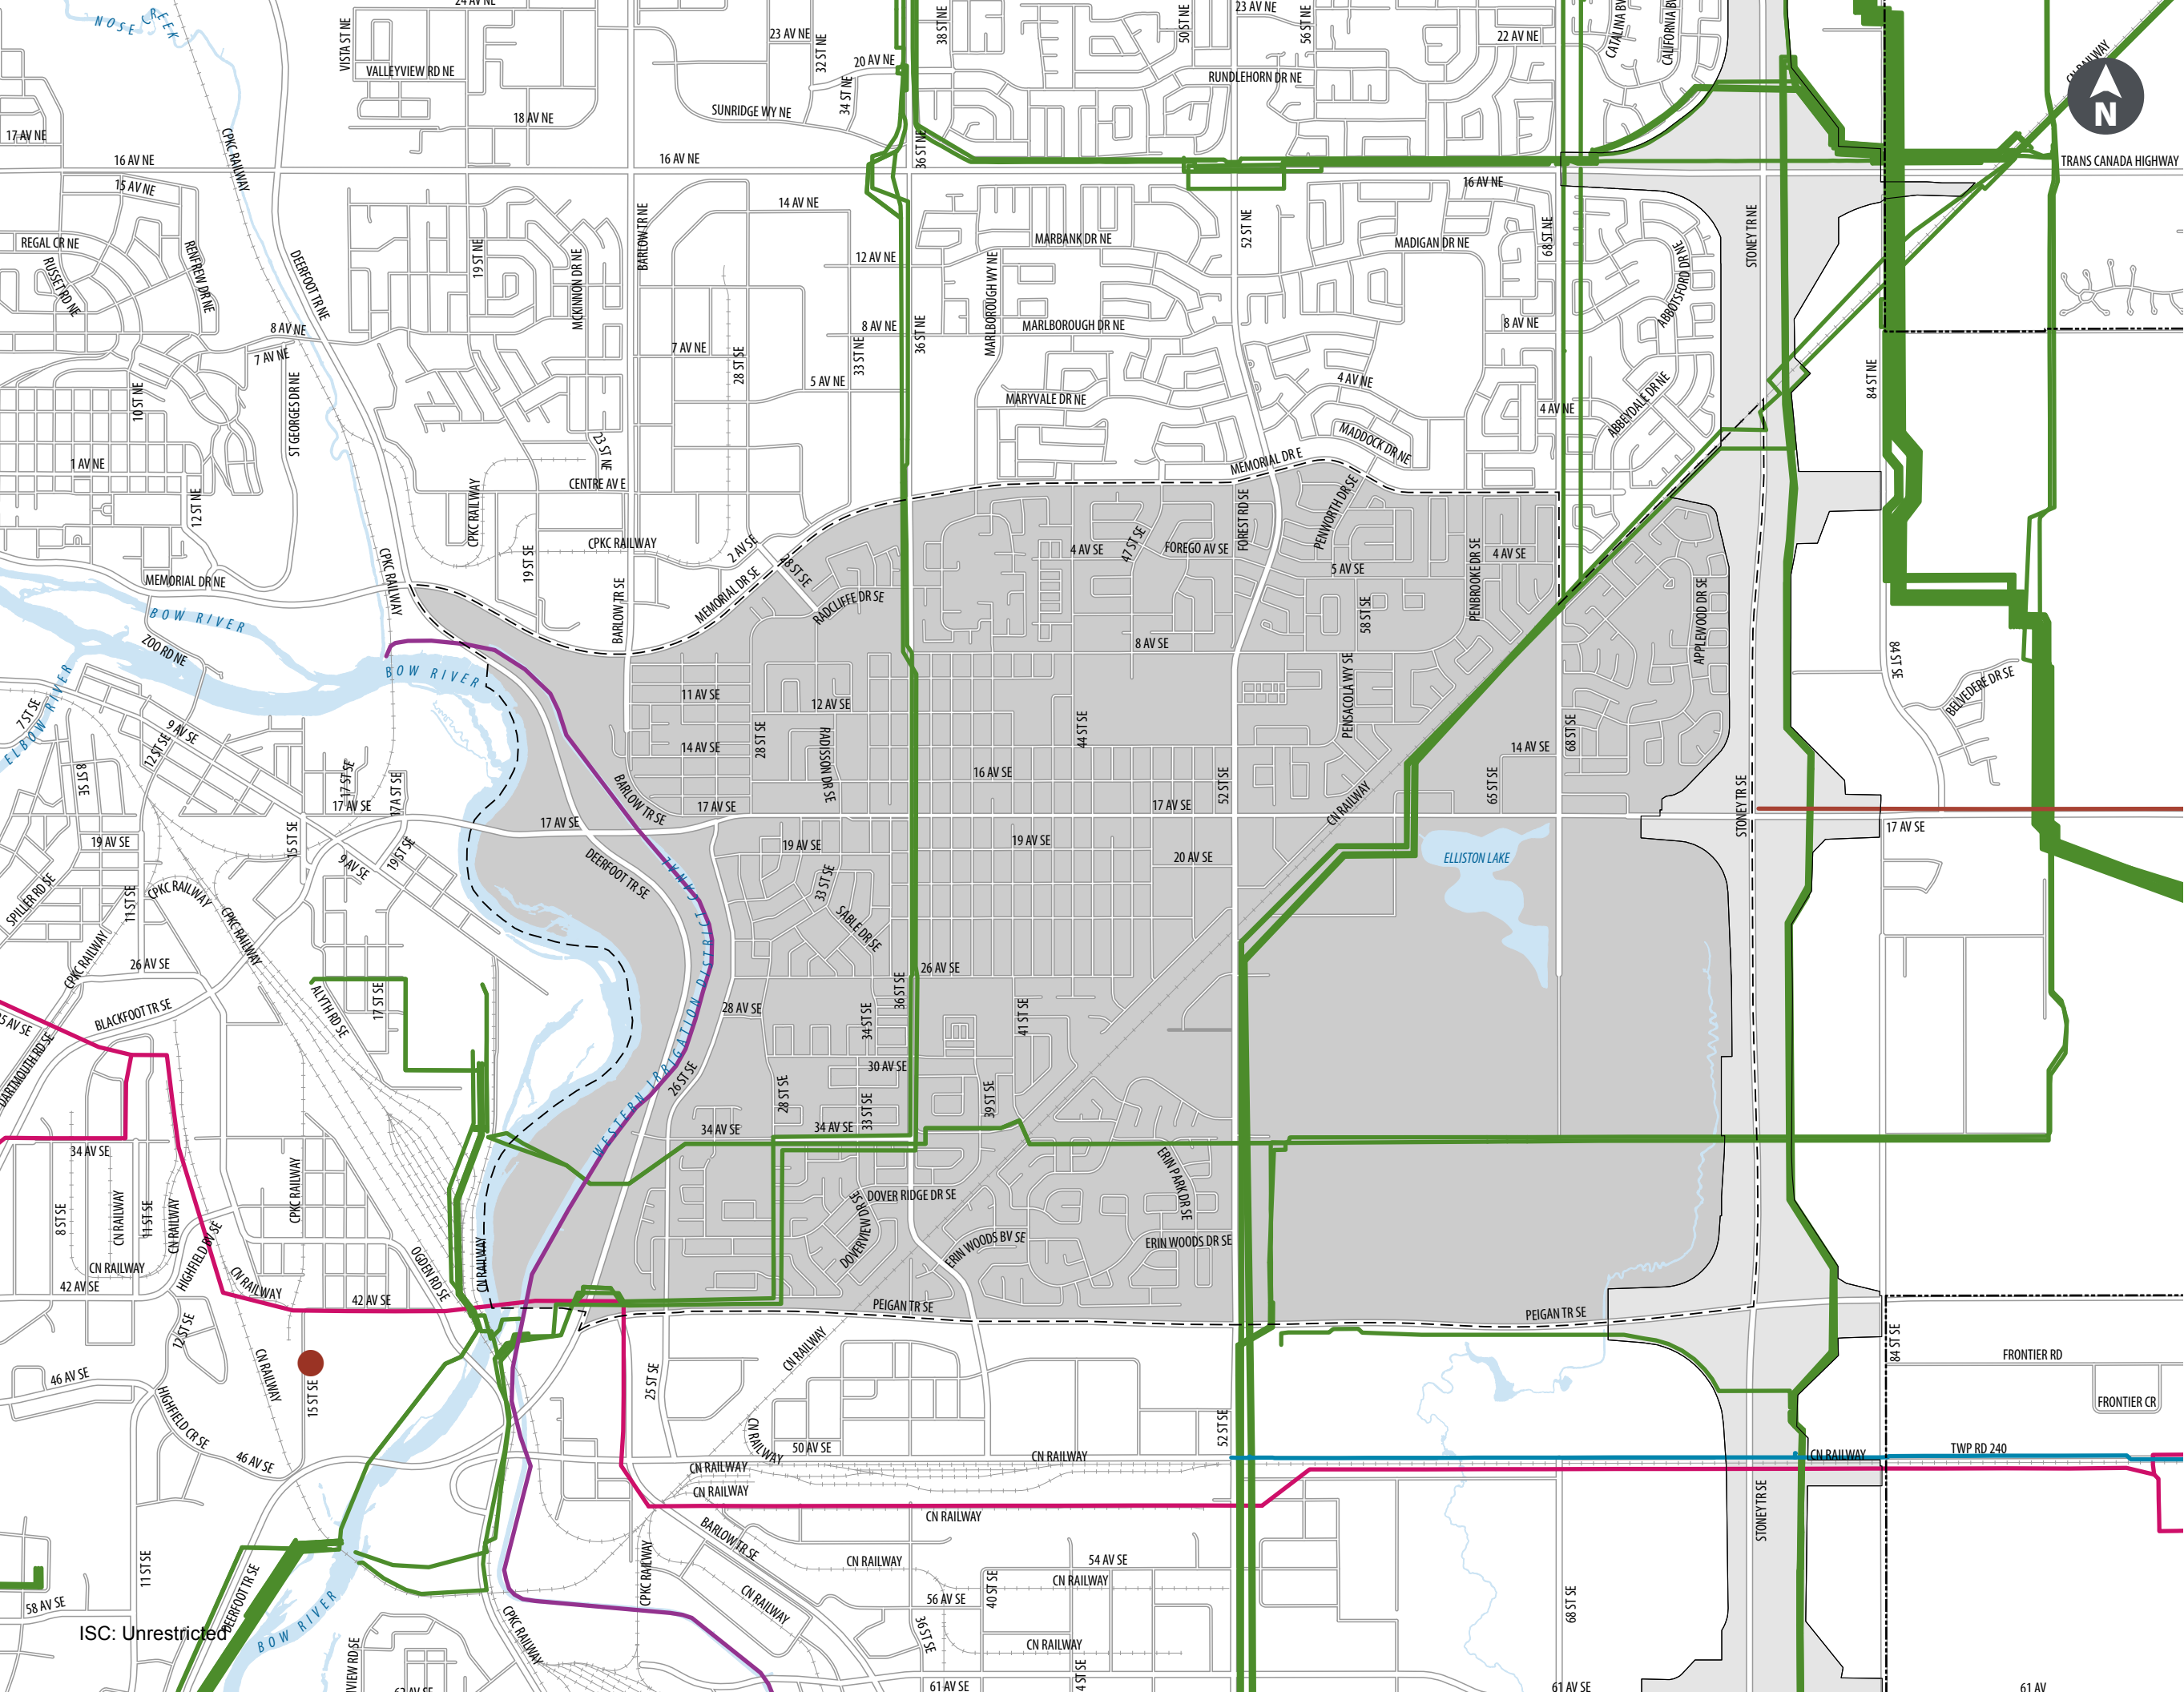 24 AV NE
23 AV NE
NOSE CREEK
VISTA ST NE
23 AV NE
32 ST NE
38 ST NE
50 ST NE
56 ST NE
22 AV NE
VALLEYVIEW RD NE
20 AV NE
34 ST NE
RUNDLEHORN DR NE
CN RAILWAY
N
SUNRIDGE WY NE
18 AV NE
17 AV NE
CPKC RAILWAY
36 ST NE
16 AV NE
16 AV NE
TRANS CANADA HIGHWAY
15 AV NE
16 AV NE
14 AV NE
REGAL CR NE
RENFREW DR NE
RUSSET RD NE
DEERFOOT TR NE
19 ST NE
MCKINNON DR NE
BARLOW TR NE
12 AV NE
MARLBOROUGH WY NE
MARBANK DR NE
52 ST NE
MADIGAN DR NE
68 ST NE
ABBOTSFORD DR NE
STONEY TR NE
8 AV NE
7 AV NE
7 AV NE
28 ST SE
8 AV NE
33 ST NE
36 ST NE
MARLBOROUGH DR NE
8 AV NE
84 ST NE
5 AV NE
4 AV NE
MARYVALE DR NE
4 AV NE
ABBEYDALE DR NE
10 ST NE
ST GEORGES DR NE
23 ST NE
MADDOCK DR NE
1 AV NE
12 ST NE
CPKC RAILWAY
CENTRE AV E
MEMORIAL DR E
FOREST RD SE
PENWORTH DR SE
CPKC RAILWAY
19 ST SE
CPKC RAILWAY
2 AV SE
28 ST SE
4 AV SE
47 ST SE
FOREGO AV SE
5 AV SE
PENBROOKE DR SE
4 AV SE
MEMORIAL DR NE
BARLOW TR SE
MEMORIAL DR SE
RADCLIFFE DR SE
58 ST SE
APPLEWOOD DR SE
BOW RIVER
ZOO RD NE
BOW RIVER
8 AV SE
84 ST SE
BELVEDERE DR SE
ELBOW RIVER
7 ST SE
9 AV SE
12 ST SE
8 ST SE
11 AV SE
12 AV SE
PENSACOLA WY SE
14 AV SE
28 ST SE
RADISSON DR SE
44 ST SE
14 AV SE
68 ST SE
17 ST SE
17A ST SE
16 AV SE
52 ST SE
65 ST SE
STONEY TR SE
17 AV SE
BARLOW TR SE
17 AV SE
17 AV SE
CN RAILWAY
17 AV SE
17 AV SE
15 ST SE
19 AV SE
19 ST SE
9 AV SE
DEERFOOT TR SE
19 AV SE
19 AV SE
20 AV SE
ELLISTON LAKE
SPILLER RD SE
11 ST SE
CPKC RAILWAY
CPKC RAILWAY
33 ST SE
SABLE DR SE
CPKC RAILWAY
26 AV SE
26 AV SE
WESTERN IRRIGATION DISTRICT CANAL
36 ST SE
ALYTH RD SE
17 ST SE
BLACKFOOT TR SE
28 AV SE
34 ST SE
41 ST SE
25 AV SE
DARTMOUTH RD SE
26 ST SE
28 ST SE
30 AV SE
33 ST SE
39 ST SE
34 AV SE
34 AV SE
34 AV SE
ERIN PARK DR SE
8 ST SE
CN RAILWAY
11 ST SE
CN RAILWAY
CPKC RAILWAY
HIGHFIELD BV SE
DOVER RIDGE DR SE
DOVERVIEW DR SE
ERIN WOODS BV SE
ERIN WOODS DR SE
CN RAILWAY
OGDEN RD SE
CN RAILWAY
42 AV SE
CN RAILWAY
42 AV SE
PEIGAN TR SE
PEIGAN TR SE
12 ST SE
CN RAILWAY
84 ST SE
FRONTIER RD
FRONTIER CR
46 AV SE
15 ST SE
HIGHFIELD CR SE
46 AV SE
25 ST SE
CN RAILWAY
CN RAILWAY
50 AV SE
CN RAILWAY
CN RAILWAY
52 ST SE
CN RAILWAY
TWP RD 240
CN RAILWAY
CN RAILWAY
STONEY TR SE
BARLOW TR SE
11 ST SE
CPKC RAILWAY
CN RAILWAY
54 AV SE
CN RAILWAY
CN RAILWAY
56 AV SE
40 ST SE
68 ST SE
58 AV SE
DEERFOOT TR SE
BOW RIVER
ISC: Unrestricted
CPKC RAILWAY
36 ST SE
CN RAILWAY
61 AV SE
61 AV SE
61 AV